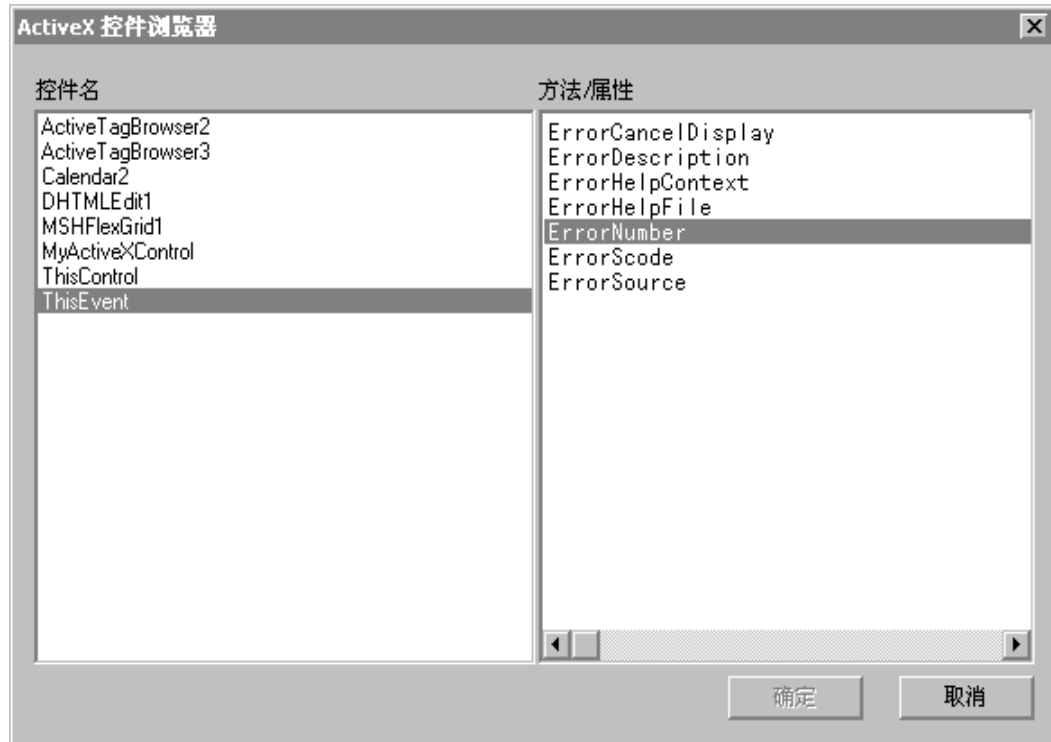 ActiveX 控件浏览器
控件名
ActiveTagBrowser2
ActiveTagBrowser3
Calendar2
DHTMLEdit1
MSHFlexGrid1
MyActiveXControl
ThisControl
ThisEvent
方法/属性
ErrorCancelDisplay
ErrorDescription
ErrorHelpContext
ErrorHelpFile
ErrorNumber
ErrorScode
ErrorSource
确定
取消